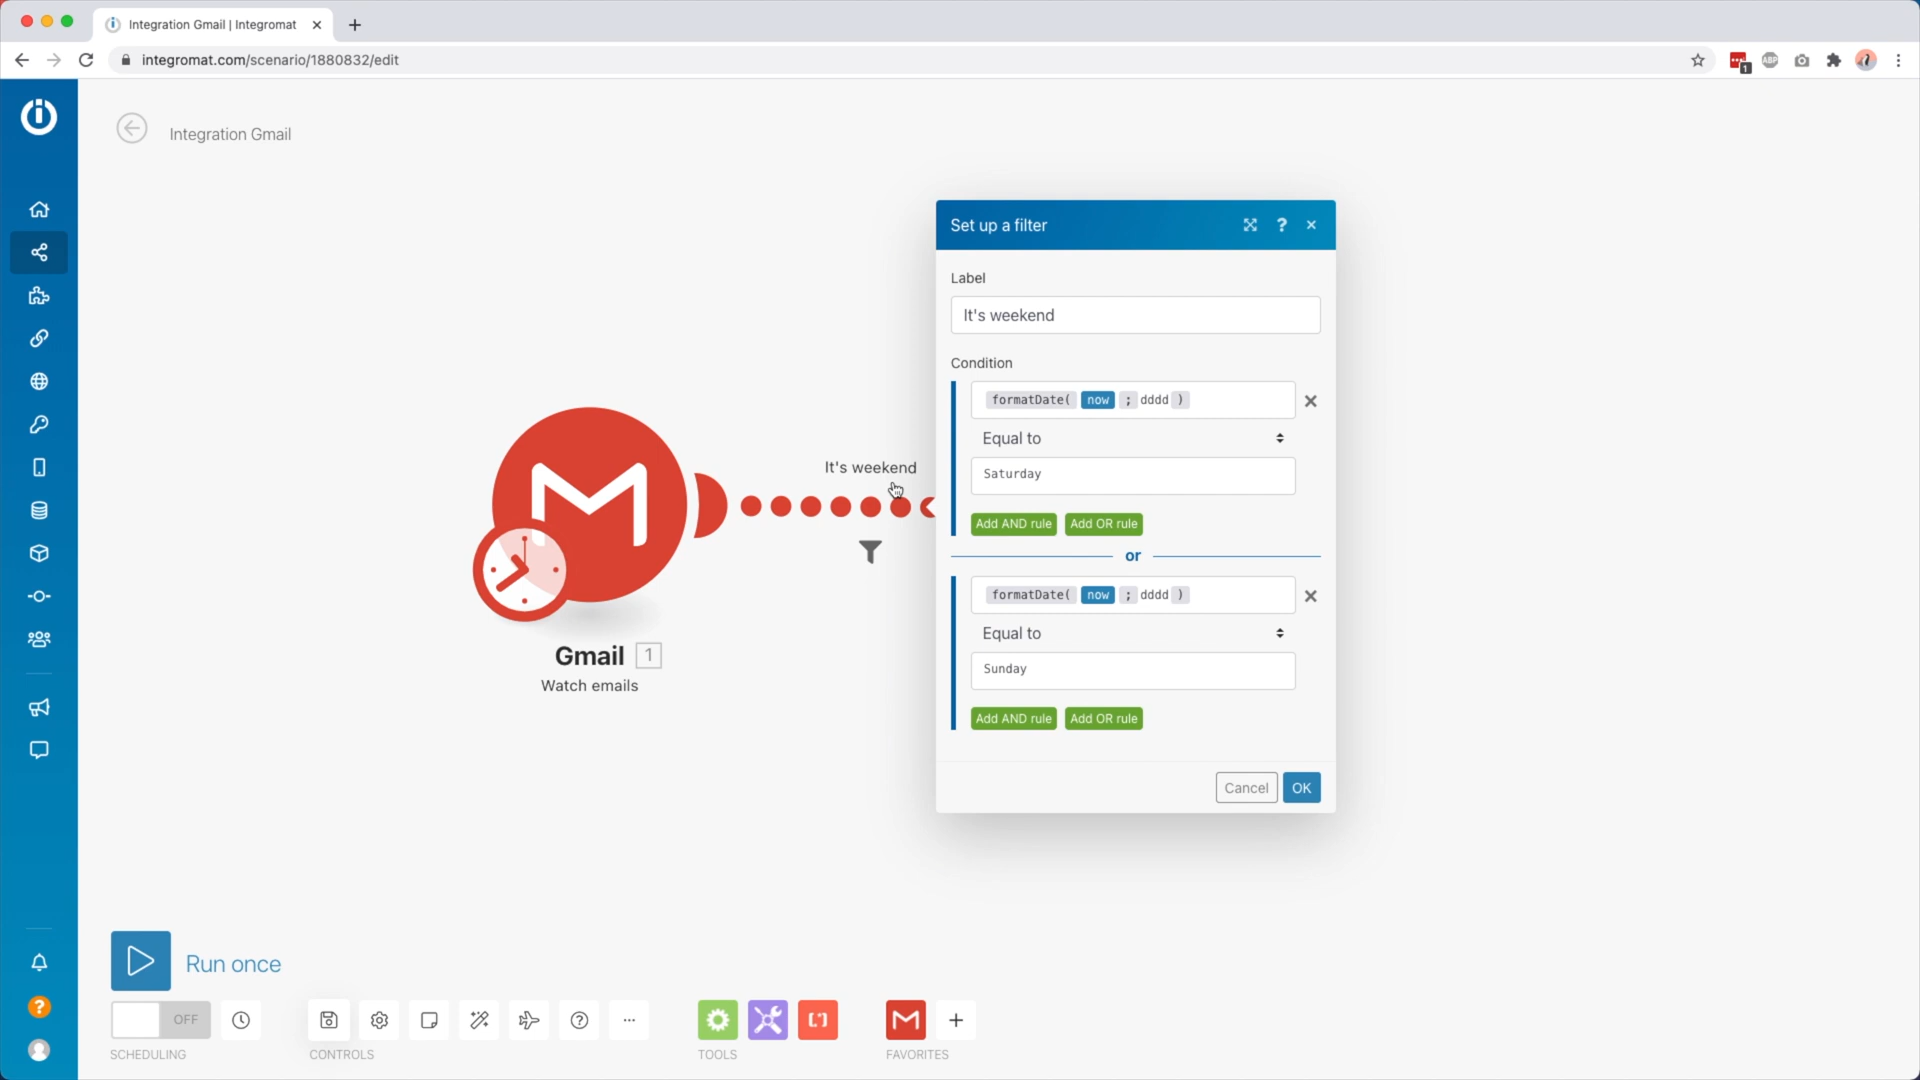 Integration Gmail | Integromat
integromat.com/scenario/1880832/edit
1
ABP
Integration Gmail
Set up a filter
?
Label
It's weekend
Condition
formatDate( now ; dddd )
Equal to
Saturday
Add AND rule Add OR rule
or
formatDate( now ; dddd )
Equal to
Sunday
Add AND rule Add OR rule
Cancel OK
It's weekend
Gmail 1
Watch emails
Run once
OFF
SCHEDULING CONTROLS TOOLS FAVORITES